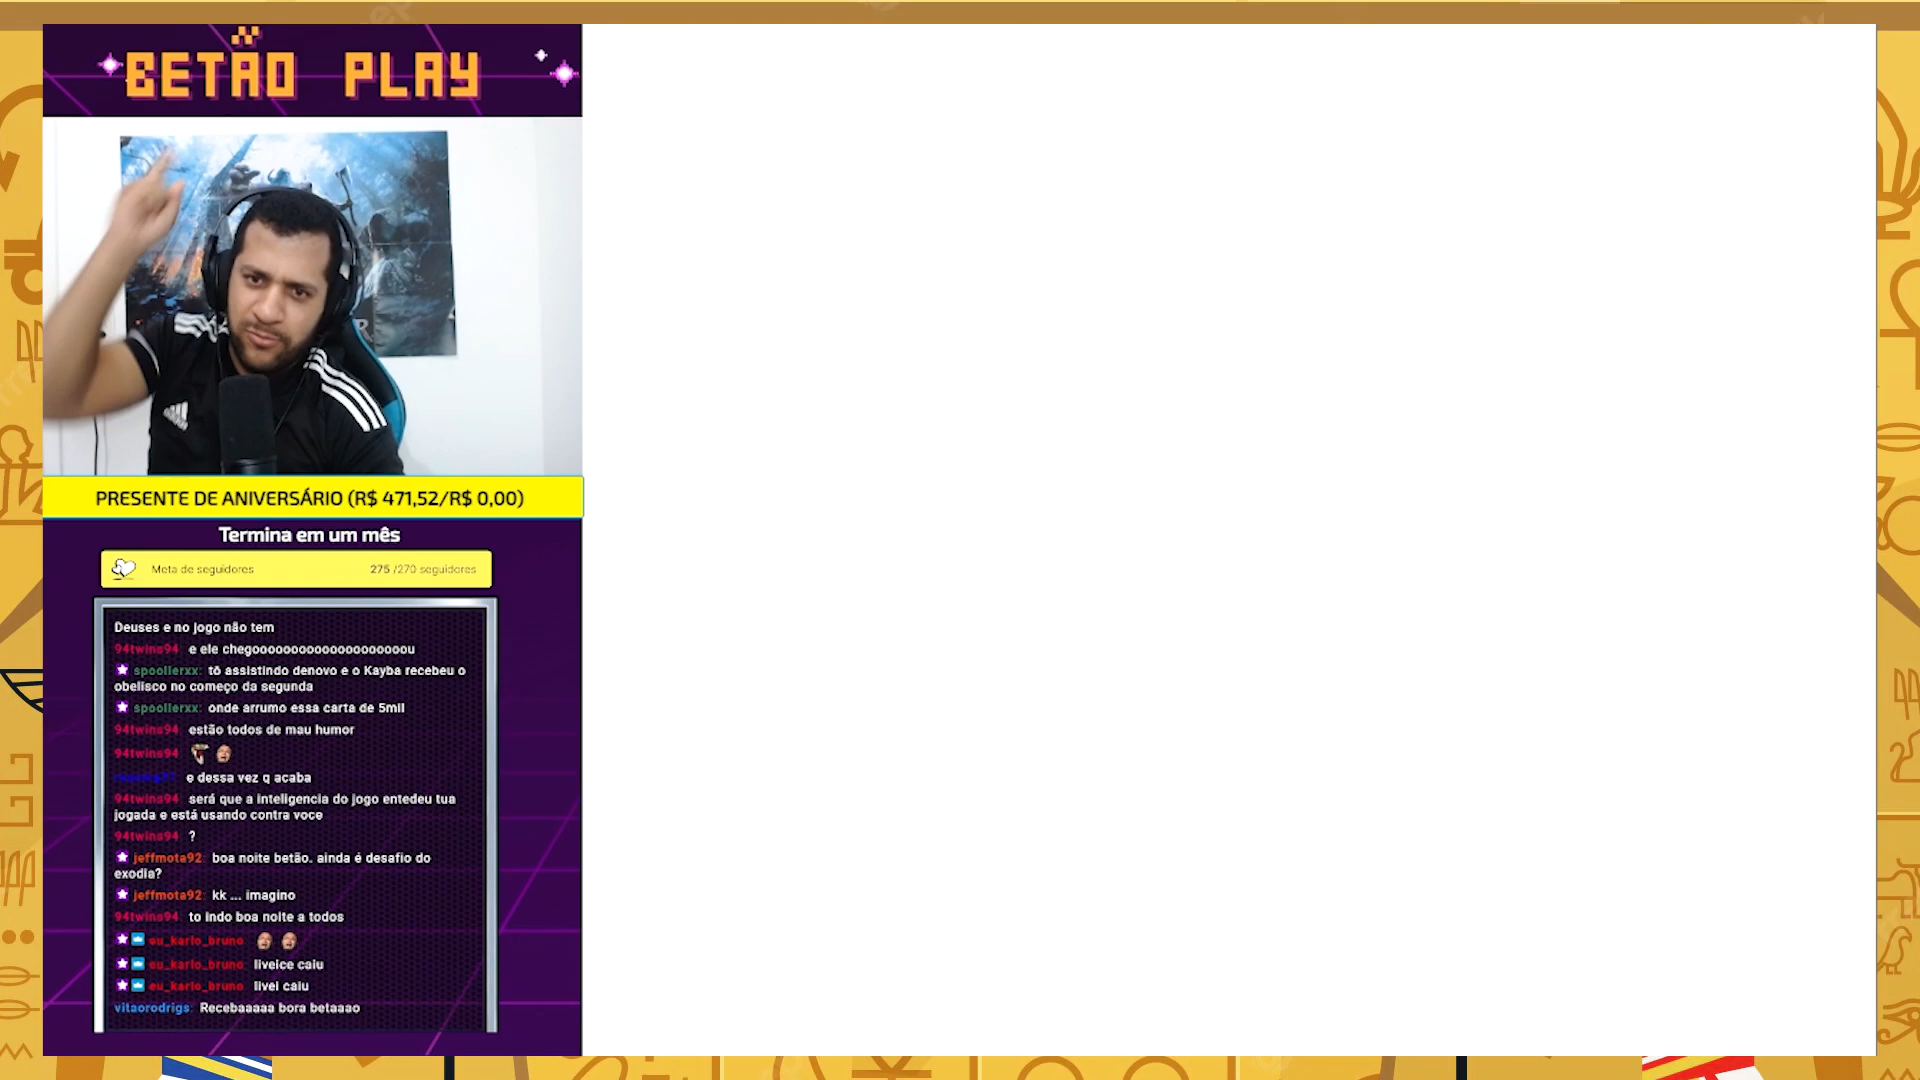 BETÃO PLAY
PRESENTE DE ANIVERSÁRIO (R$ 471,52/R$ 0,00)
Termina em um mês
Meta de seguidores 275 /270 seguidores
Deuses e no jogo não tem
94twins94 e ele chegooooooooooooooooooooou
spoollerxx: tô assistindo denovo e o Kayba recebeu o
obelisco no começo da segunda
spoollerxx: onde arrumo essa carta de 5mil
94twins94 estão todos de mau humor
94twins94
e dessa vez q acaba
94twins94 será que a inteligencia do jogo entedeu tua
jogada e está usando contra voce
94twins94 ?
jeffmota92: boa noite betão. ainda é desafio do
exodia?
jeffmota92: kk ... imagino
94twins94 to indo boa noite a todos
eu_karlo_bruno
eu_karlo_bruno liveice caiu
eu_karlo_bruno livei caiu
vitaorodrigs: Recebaaaaa bora betaaao